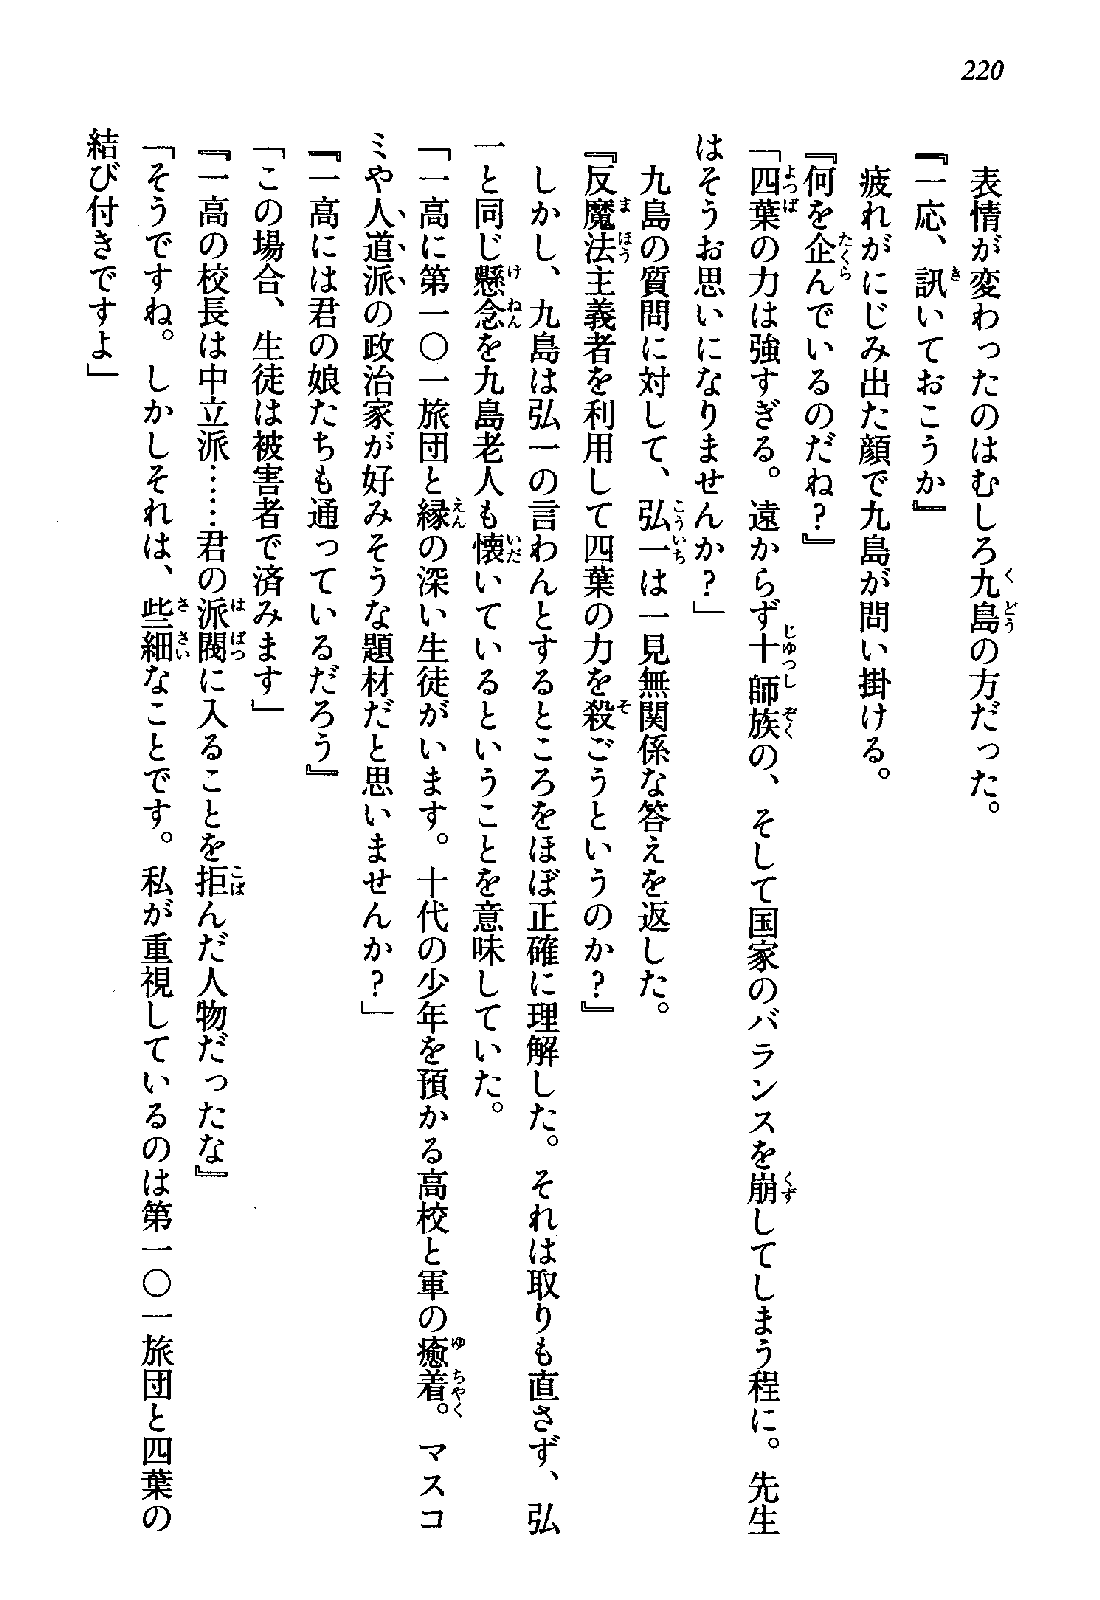 220
表情が変わったのはむしろ九島の方だった。
『一応、訊いておこうか』
疲れがにじみ出た顔で九島が問い掛ける。
『何を企んでいるのだね？』
「四葉の力は強すぎる。遠からず十師族の、そして国家のバランスを崩してしまう程に。先生
はそうお思いになりませんか？」
九島の質問に対して、弘一は一見無関係な答えを返した。
『反魔法主義者を利用して四葉の力を殺ごうというのか？』
しかし、九島は弘一の言わんとするところをほぼ正確に理解した。それは取りも直さず、弘
一と同じ懸念を九島老人も懐いているということを意味していた。
「一高に第一〇一旅団と縁の深い生徒がいます。十代の少年を預かる高校と軍の癒着。マスコ
ミや人道派の政治家が好みそうな題材だと思いませんか？」
『一高には君の娘たちも通っているだろう』
「この場合、生徒は被害者で済みます」
『一高の校長は中立派……君の派閥に入ることを拒んだ人物だったな』
「そうですね。しかしそれは、些細なことです。私が重視しているのは第一〇一旅団と四葉の
結び付きですよ」